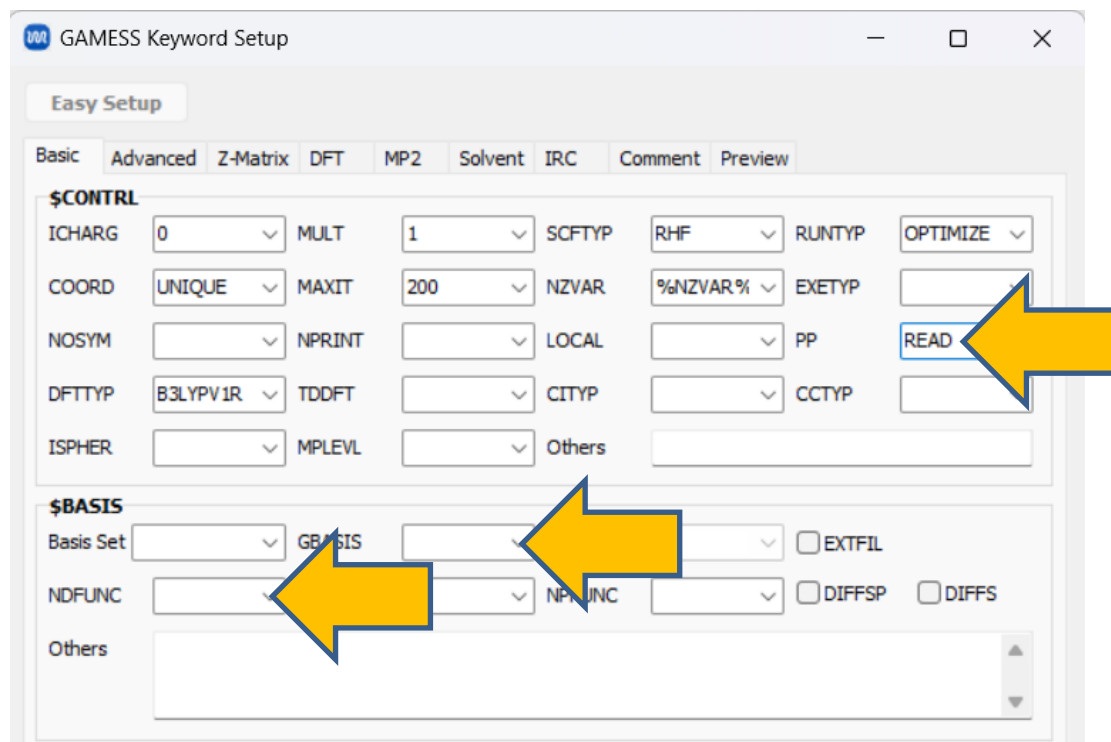 GAMESS Keyword Setup
Easy Setup
Basic Advanced Z-Matrix DFT MP2 Solvent IRC Comment Preview
$CONTRL
ICHARG 0 MULT 1 SCFTYP RHF RUNTYP OPTIMIZE
COORD UNIQUE MAXIT 200 NZVAR %NZVAR% EXETYP
NOSYM NPRINT LOCAL PP READ
DFTTYP B3LYPV1R TDDFT CITYP CCTYP
ISPHER MPLEVL Others
$BASIS
Basis Set GBASIS EXTFIL
NDFUNC DIFFSP DIFFS
Others